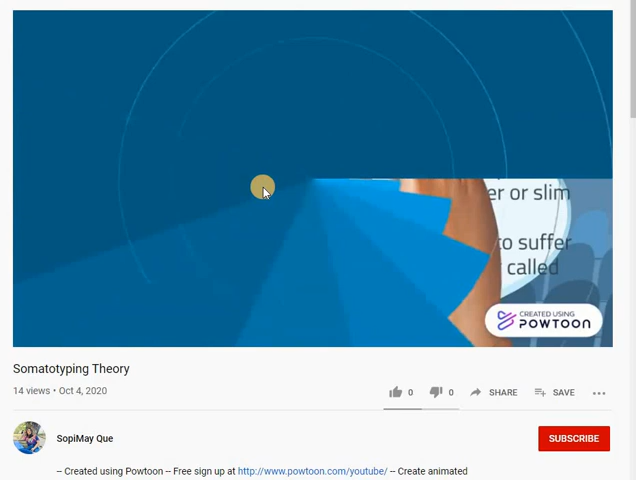 er or slim
to suffer
called
CREATED USING
POWTOON
Somatotyping Theory
14 views • Oct 4, 2020
0 0 SHARE SAVE
SopiMay Que
SUBSCRIBE
-- Created using Powtoon -- Free sign up at http://www.powtoon.com/youtube/ -- Create animated